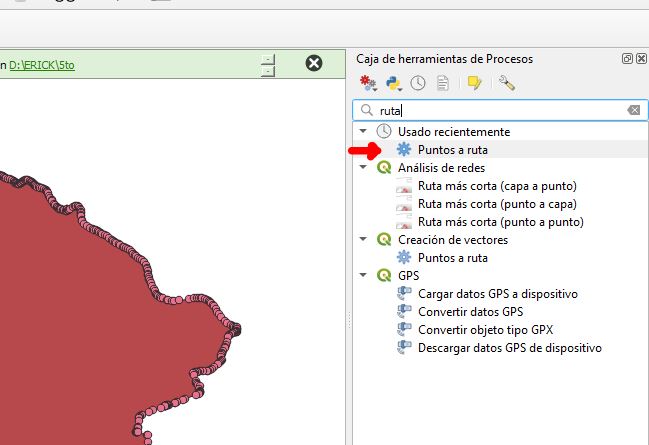 n D:\ERICK\5to
Caja de herramientas de Procesos
ruta
Usado recientemente
Puntos a ruta
Análisis de redes
Ruta más corta (capa a punto)
Ruta más corta (punto a capa)
Ruta más corta (punto a punto)
Creación de vectores
Puntos a ruta
GPS
Cargar datos GPS a dispositivo
Convertir datos GPS
Convertir objeto tipo GPX
Descargar datos GPS de dispositivo